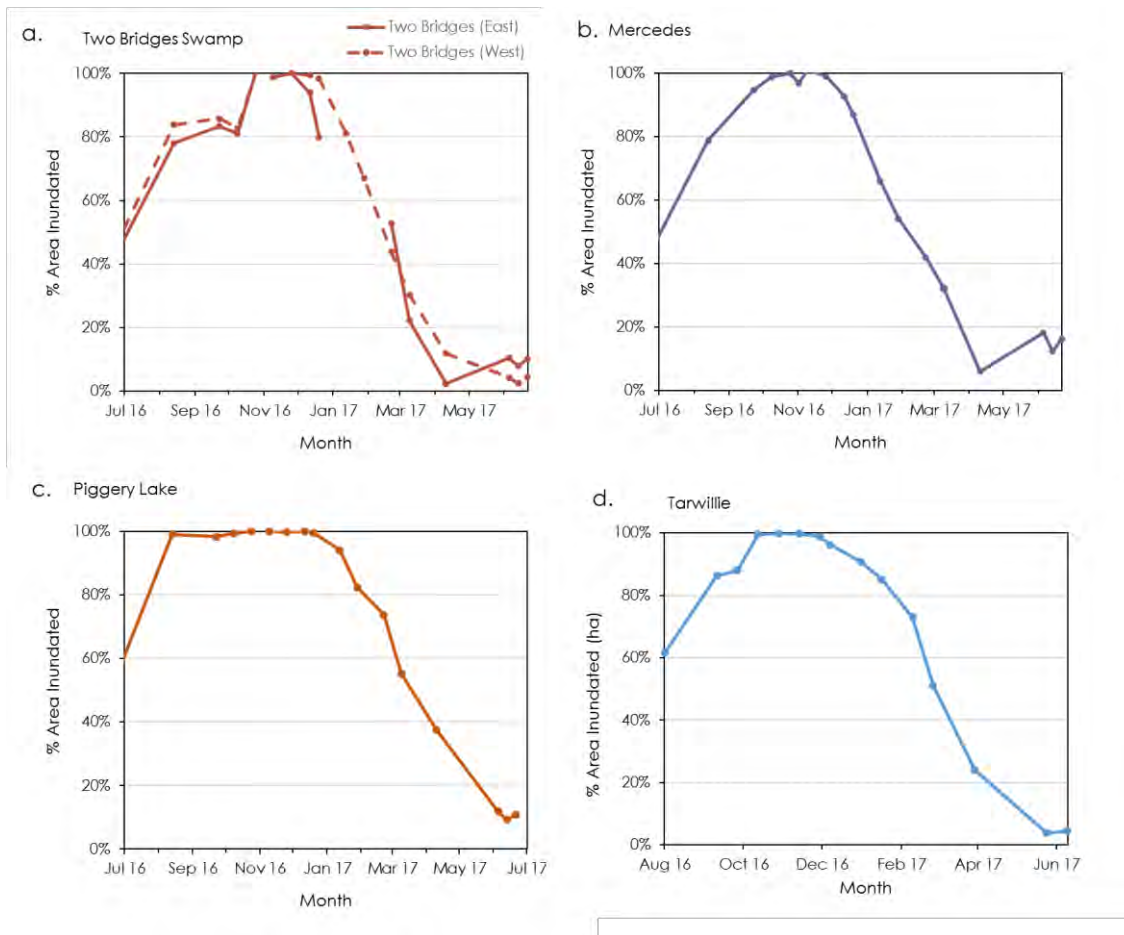 a. Two Bridges Swamp
Two Bridges (East)
Two Bridges (West)
100%
80%
60%
40%
20%
0%
% Area Inundated
Jul 16 Sep 16 Nov 16 Jan 17 Mar 17 May 17
Month
b. Mercedes
100%
80%
60%
40%
20%
0%
% Area Inundated
Jul 16 Sep 16 Nov 16 Jan 17 Mar 17 May 17
Month
c. Piggery Lake
100%
80%
60%
40%
20%
0%
% Area Inundated
Jul 16 Sep 16 Nov 16 Jan 17 Mar 17 May 17 Jul 17
Month
d. Tarwillie
100%
80%
60%
40%
20%
0%
% Area Inundated (ha)
Aug 16 Oct 16 Dec 16 Feb 17 Apr 17 Jun 17
Month